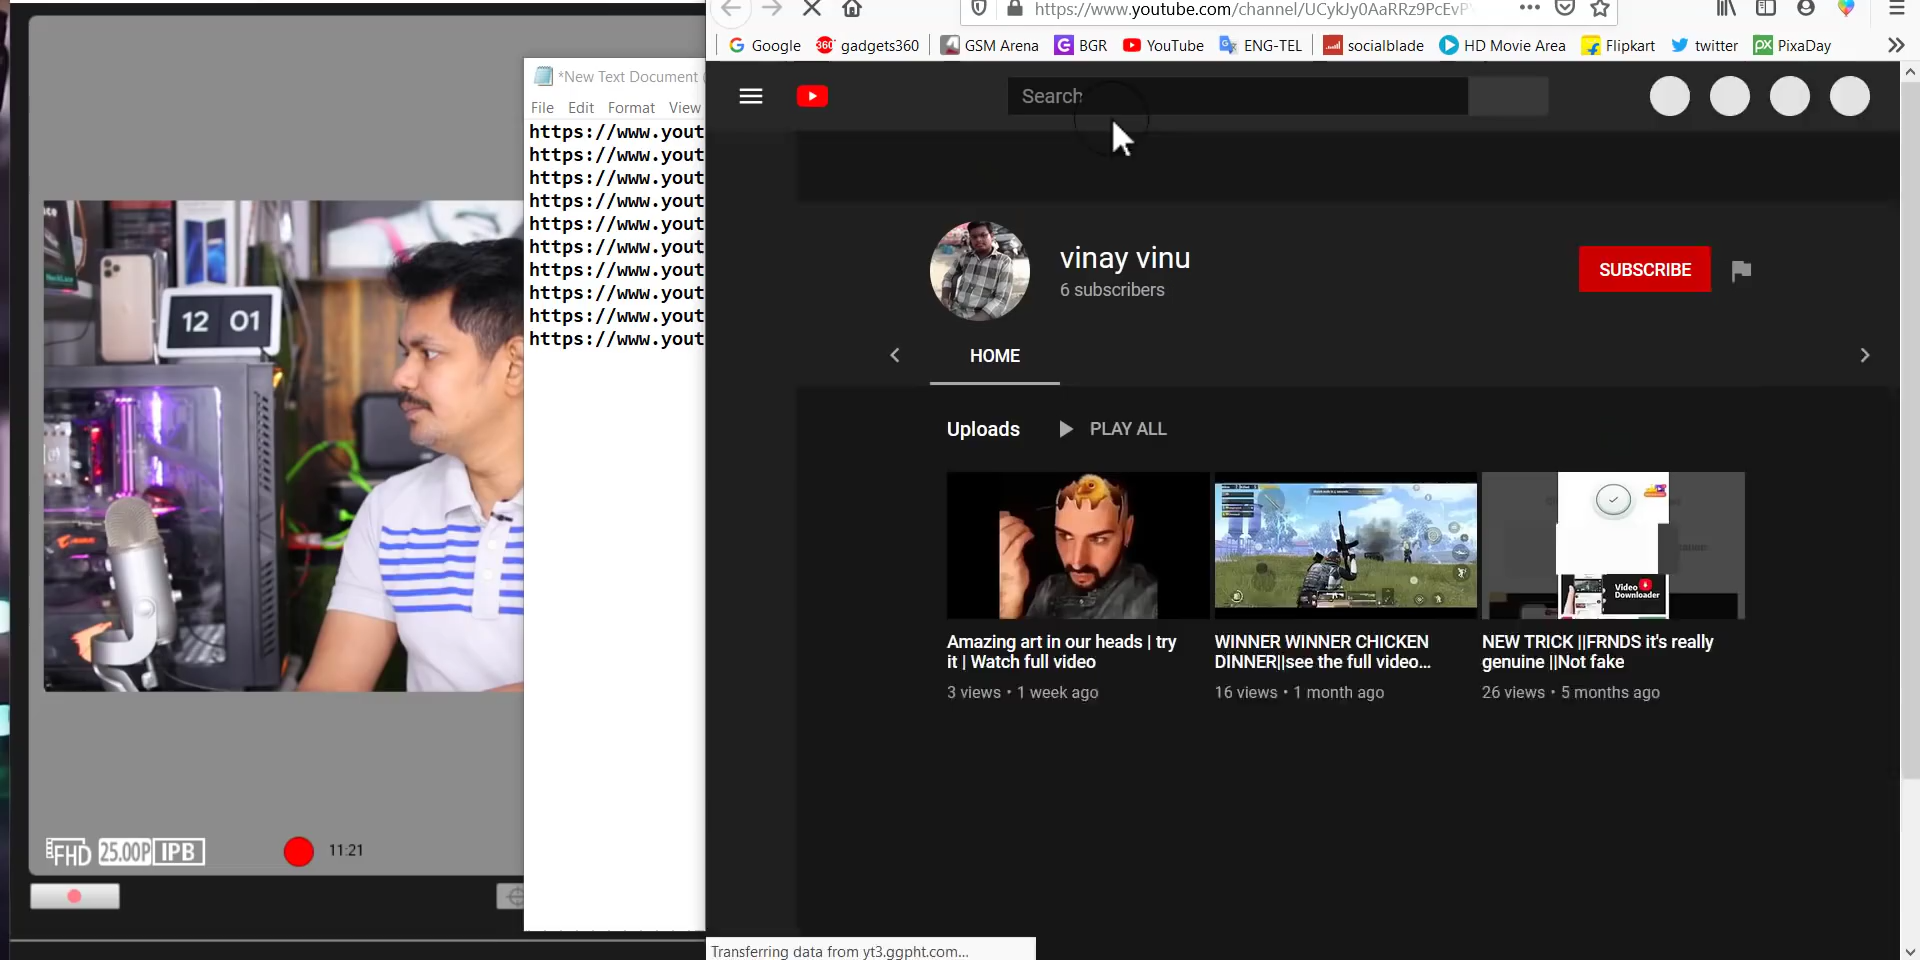 12 01
FHD 25.00P IPB
11:21
*New Text Document
File Edit Format View
https://www.yout
https://www.yout
https://www.yout
https://www.yout
https://www.yout
https://www.yout
https://www.yout
https://www.yout
https://www.yout
https://www.yout
https://www.youtube.com/channel/UCykJy0AaRRz9PcEvP
Google
360 gadgets360
GSM Arena
G BGR
YouTube
ENG-TEL
socialblade
HD Movie Area
Flipkart
twitter
px PixaDay
Search
vinay vinu
6 subscribers
SUBSCRIBE
HOME
Uploads
PLAY ALL
Video
Downloader
Amazing art in our heads | try
it | Watch full video
3 views • 1 week ago
WINNER WINNER CHICKEN
DINNER||see the full video...
16 views • 1 month ago
NEW TRICK ||FRNDS it's really
genuine ||Not fake
26 views • 5 months ago
Transferring data from yt3.ggpht.com...